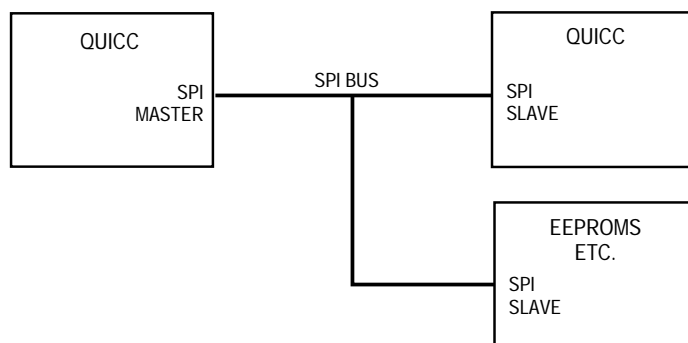 QUICC
SPI
MASTER
SPI BUS
QUICC
SPI
SLAVE
EEPROMS
ETC.
SPI
SLAVE